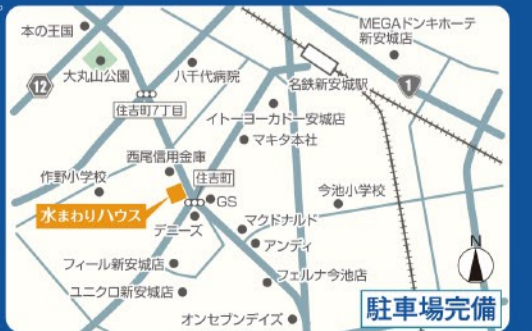 本の王国
MEGAドンキホーテ
新安城店
大丸山公園
八千代病院
名鉄新安城駅
12
1
住吉町7丁目
イトーヨーカドー安城店
マキタ本社
西尾信用金庫
作野小学校
住吉町
今池小学校
GS
水まわりハウス
デニーズ
マクドナルド
アンディ
N
フィール新安城店
フェルナ今池店
ユニクロ新安城店
オンセブンデイズ
駐車場完備